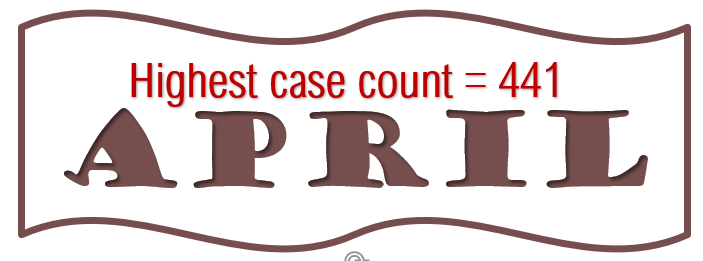 Highest case count = 441
APRIL